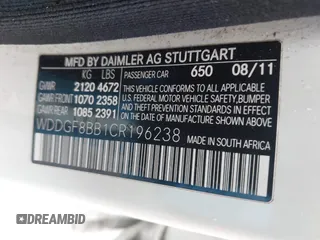 MFD BY DAIMLER AG STUTTGART
KG LBS PASSENGER CAR 650 08/11
GAWR 2120 4672
GAWR FRONT 1070 2358
GAWR REAR 1085 2391
THIS VEHICLE CONFORMS TO ALL APPLICABLE
U.S. FEDERAL MOTOR VEHICLE SAFETY, BUMPER,
AND THEFT PREVENTION STANDARDS IN EFFECT
ON THE DATE OF MANUFACTURE SHOWN ABOVE.
WDDGF8BB1CR196238
MADE IN SOUTH AFRICA
DREAMBID